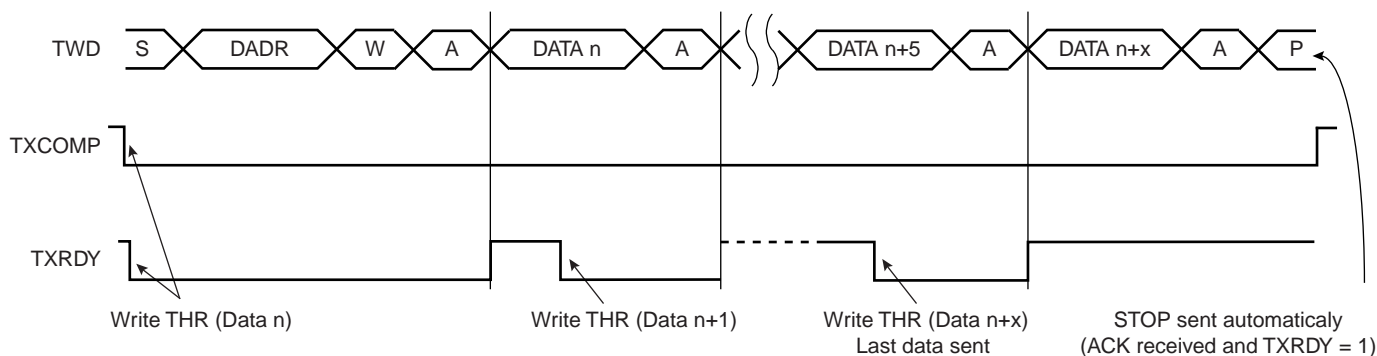 TWD S DADR W A DATA n A DATA n+5 A DATA n+x A P
TXCOMP
TXRDY
Write THR (Data n) Write THR (Data n+1) Write THR (Data n+x) STOP sent automaticaly
Last data sent (ACK received and TXRDY = 1)